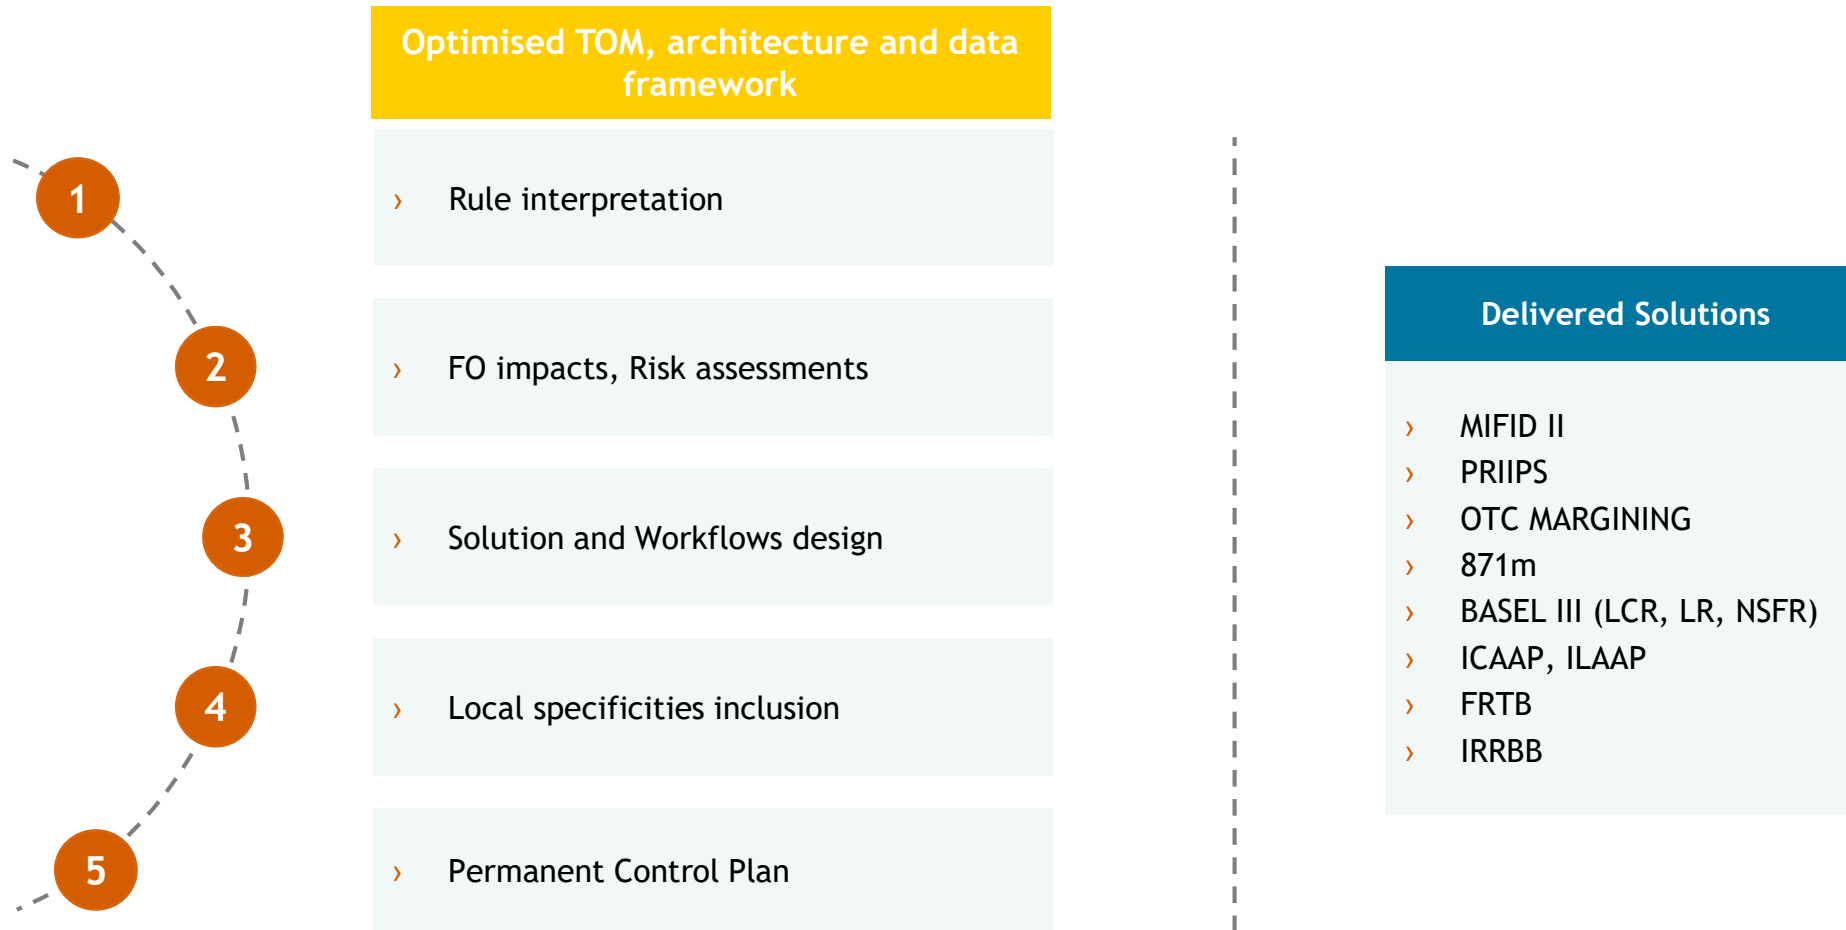 Optimised TOM, architecture and data
framework
1
› Rule interpretation
2
› FO impacts, Risk assessments
3
› Solution and Workflows design
4
› Local specificities inclusion
5
› Permanent Control Plan
Delivered Solutions
› MIFID II
› PRIIPS
› OTC MARGINING
› 871m
› BASEL III (LCR, LR, NSFR)
› ICAAP, ILAAP
› FRTB
› IRRBB